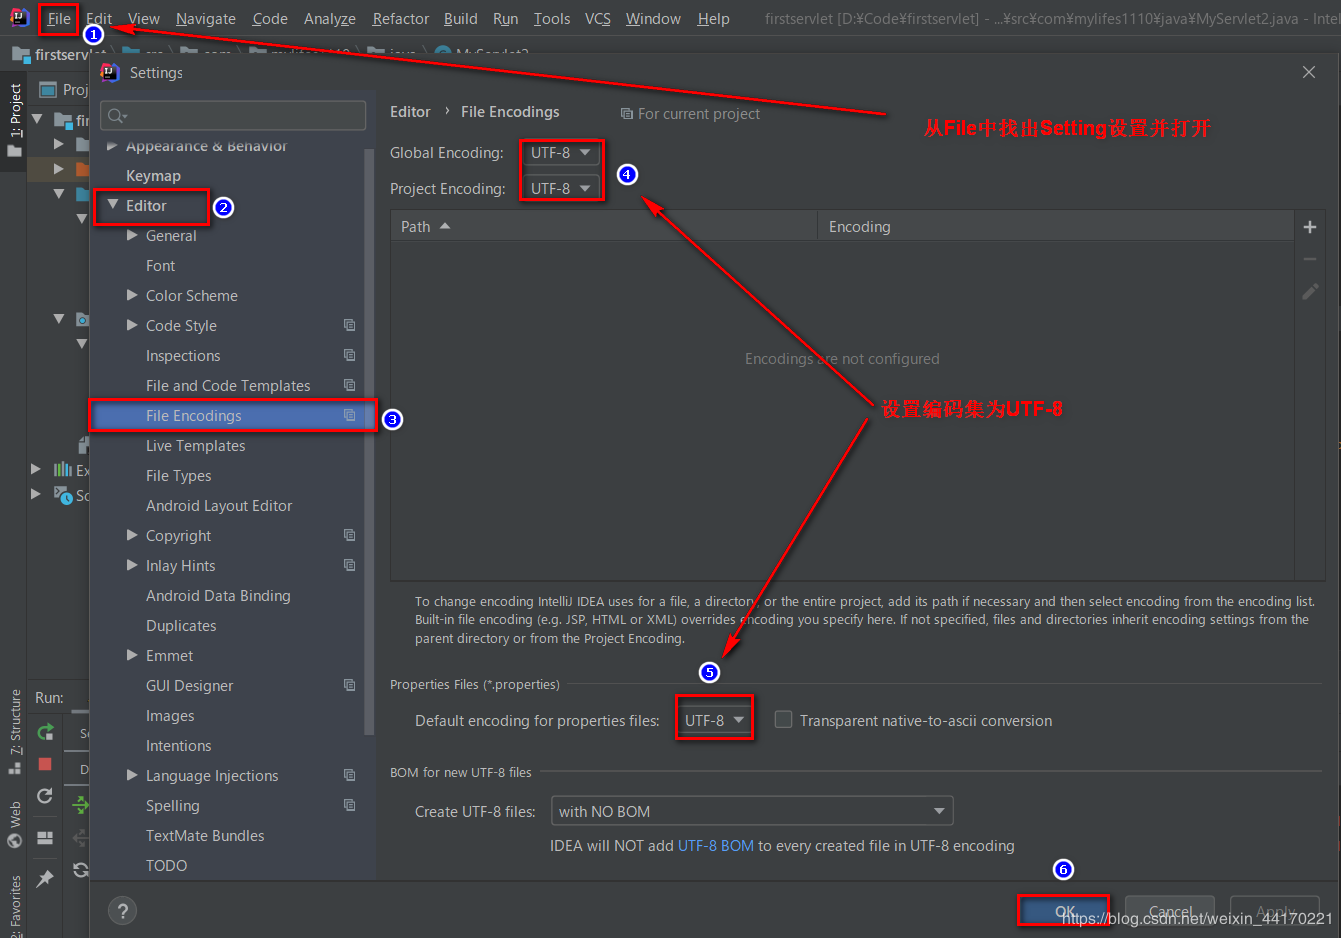 File Edit View Navigate Code Analyze Refactor Build Run Tools VCS Window Help firstservlet [D:¥Code¥firstservlet] - ...¥src¥com¥mylifes1110¥java¥MyServlet2.java - Intel
1
firstservlet
Settings
1: Project
Proj
Editor › File Encodings For current project
从File中找出Setting设置并打开
Appearance & Behavior
Global Encoding: UTF-8
4
Keymap
Project Encoding: UTF-8
Editor
2
Path Encoding
General
Font
Color Scheme
Code Style
Inspections
Encodings are not configured
File and Code Templates
File Encodings
3
设置编码集为UTF-8
Live Templates
Ex
File Types
Sc
Android Layout Editor
Copyright
Inlay Hints
Android Data Binding
To change encoding IntelliJ IDEA uses for a file, a directory, or the entire project, add its path if necessary and then select encoding from the encoding list.
Built-in file encoding (e.g. JSP, HTML or XML) overrides encoding you specify here. If not specified, files and directories inherit encoding settings from the
parent directory or from the Project Encoding.
Duplicates
Emmet
5
GUI Designer
Properties Files (*.properties)
Run:
7: Structure
Images
Default encoding for properties files: UTF-8 Transparent native-to-ascii conversion
Intentions
Language Injections
BOM for new UTF-8 files
Spelling
Web
Create UTF-8 files: with NO BOM
TextMate Bundles
IDEA will NOT add UTF-8 BOM to every created file in UTF-8 encoding
TODO
6
2: Favorites
?
OK Cancel Apply
https://blog.csdn.net/weixin_44170221